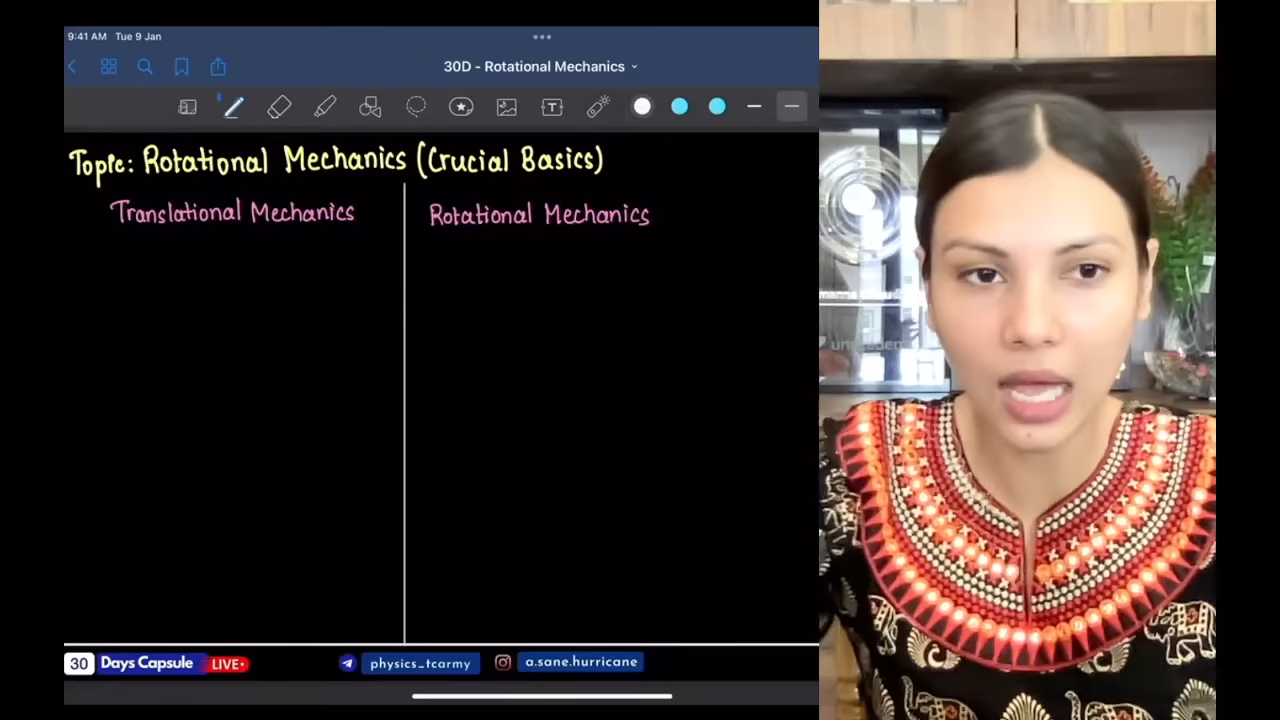 9:41 AM Tue 9 Jan
30D - Rotational Mechanics
Topic: Rotational Mechanics (Crucial Basics)
Translational Mechanics
Rotational Mechanics
30 Days Capsule LIVE
physics_tcarmy
a.sane.hurricane